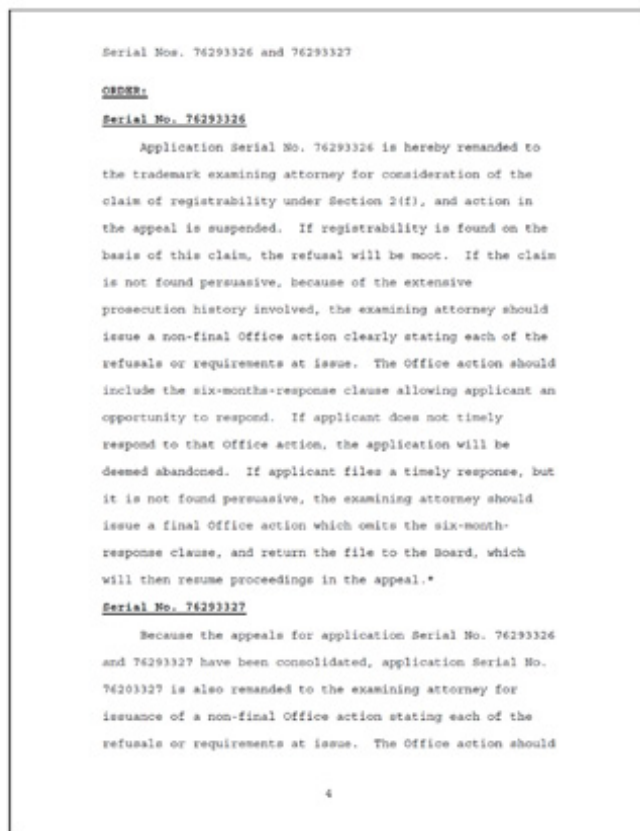 Serial Nos. 76293326 and 76293327
ORDER:
Serial No. 76293326
Application Serial No. 76293326 is hereby remanded to
the trademark examining attorney for consideration of the
claim of registrability under Section 2(f), and action in
the appeal is suspended.  If registrability is found on the
basis of this claim, the refusal will be moot.  If the claim
is not found persuasive, because of the extensive
prosecution history involved, the examining attorney should
issue a non-final Office action clearly stating each of the
refusals or requirements at issue.  The Office action should
include the six-months-response clause allowing applicant an
opportunity to respond.  If applicant does not timely
respond to that Office action, the application will be
deemed abandoned.  If applicant files a timely response, but
it is not found persuasive, the examining attorney should
issue a final Office action which omits the six-month-
response clause, and return the file to the Board, which
will then resume proceedings in the appeal.*
Serial No. 76293327
Because the appeals for application Serial No. 76293326
and 76293327 have been consolidated, application Serial No.
76203327 is also remanded to the examining attorney for
issuance of a non-final Office action stating each of the
refusals or requirements at issue.  The Office action should
4